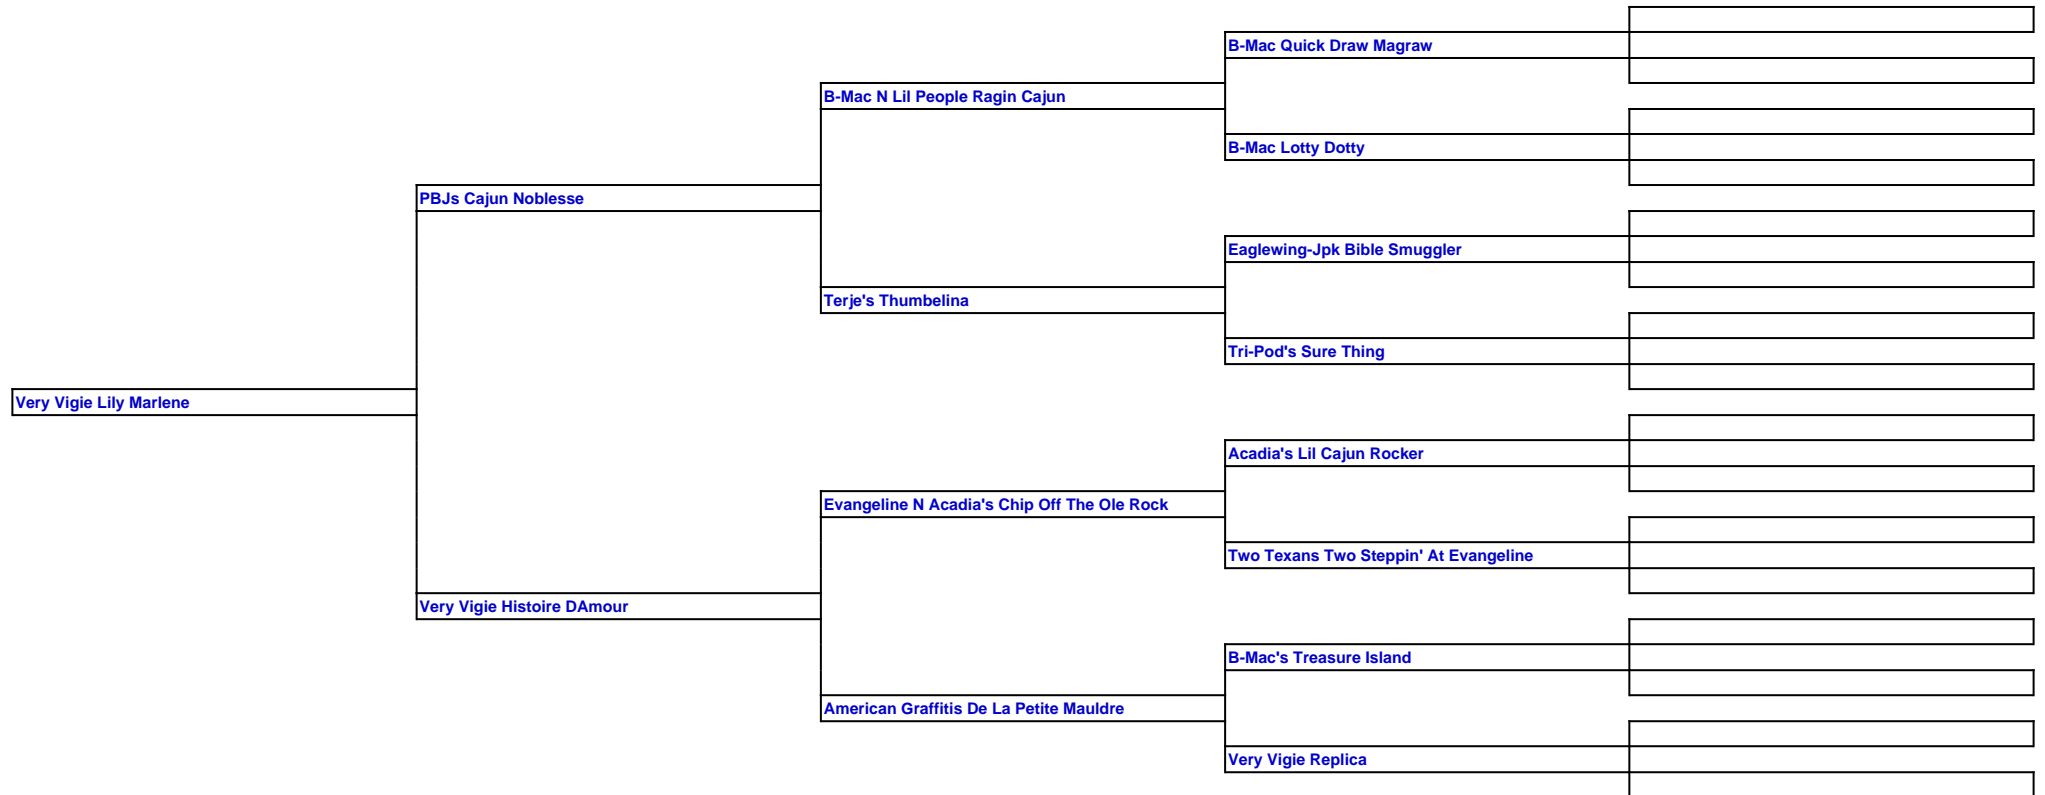 B-Mac Quick Draw Magraw
B-Mac N Lil People Ragin Cajun
B-Mac Lotty Dotty
PBJs Cajun Noblesse
Eaglewing-Jpk Bible Smuggler
Terje's Thumbelina
Tri-Pod's Sure Thing
Very Vigie Lily Marlene
Acadia's Lil Cajun Rocker
Evangeline N Acadia's Chip Off The Ole Rock
Two Texans Two Steppin' At Evangeline
Very Vigie Histoire DAmour
B-Mac's Treasure Island
American Graffitis De La Petite Mauldre
Very Vigie Replica